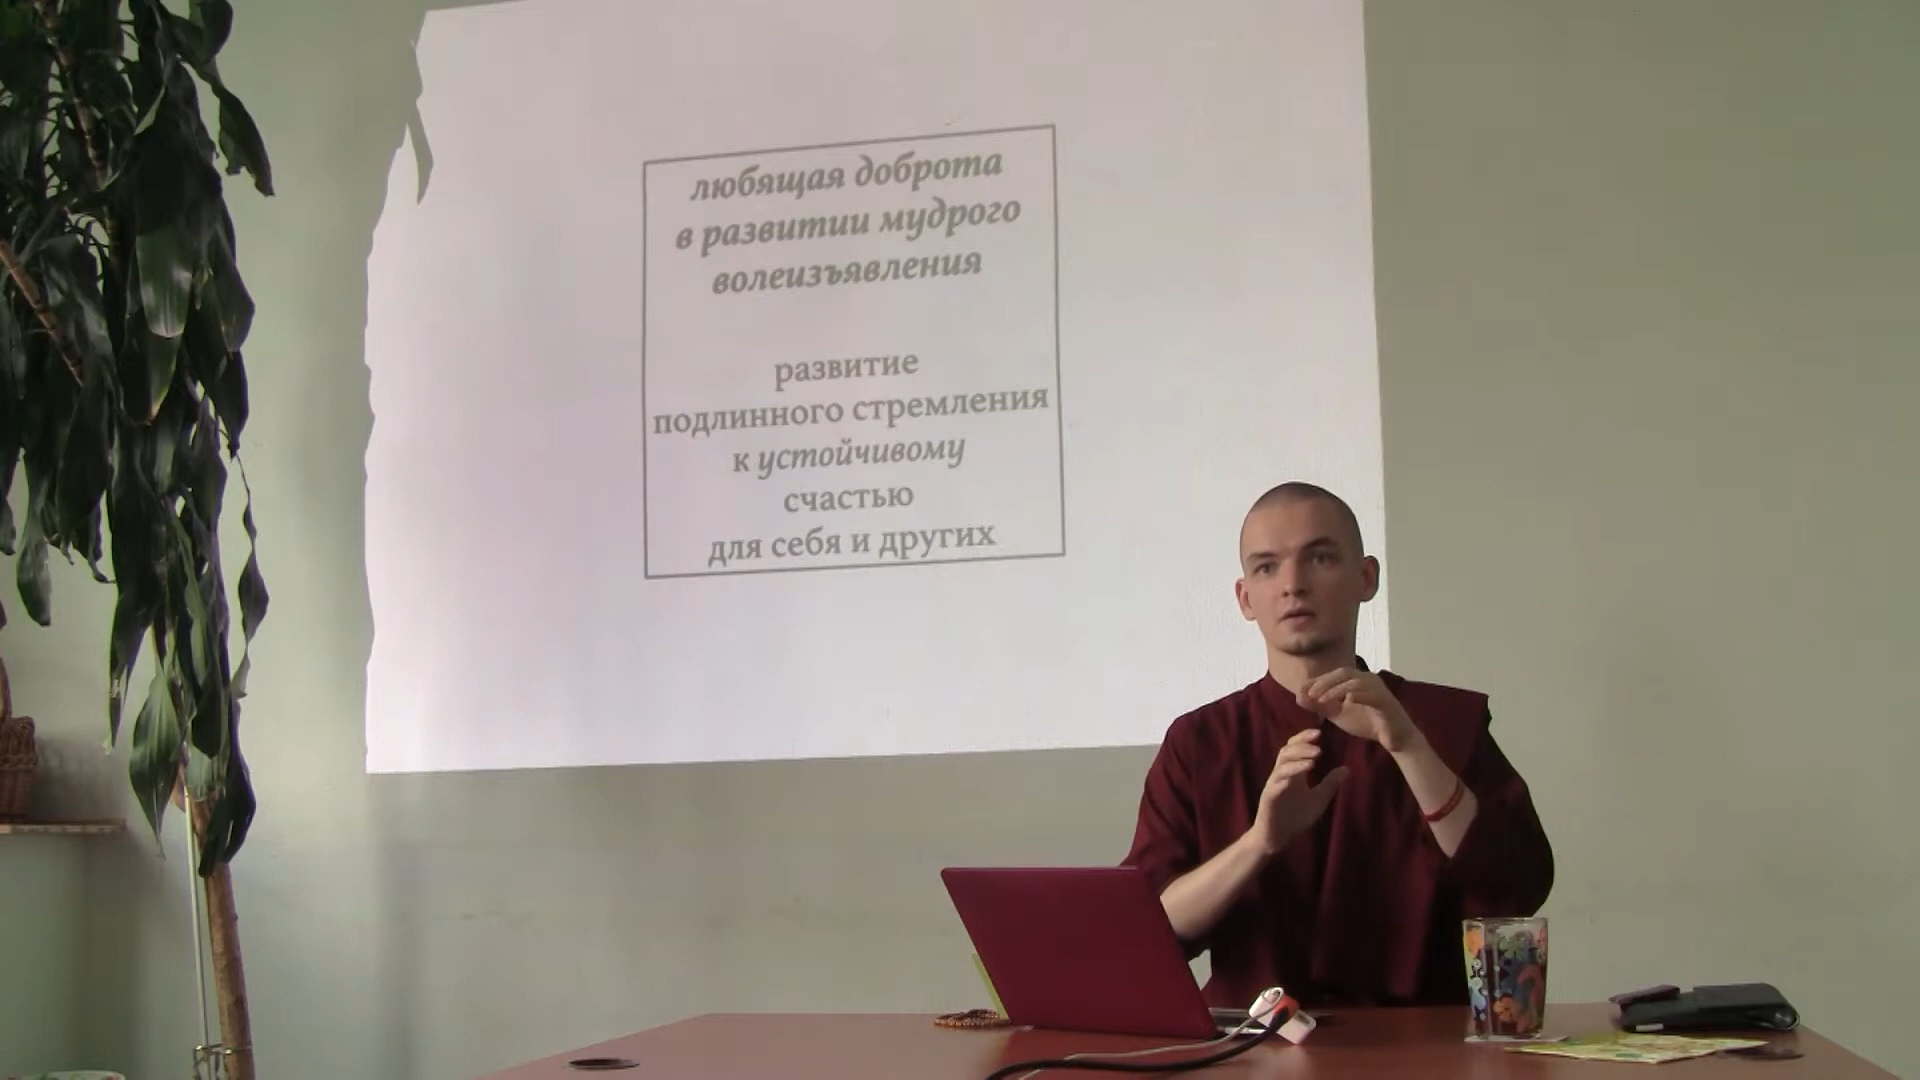 любящая доброта
в развитии мудрого
волеизъявления
развитие
подлинного стремления
к устойчивому
счастью
для себя и других